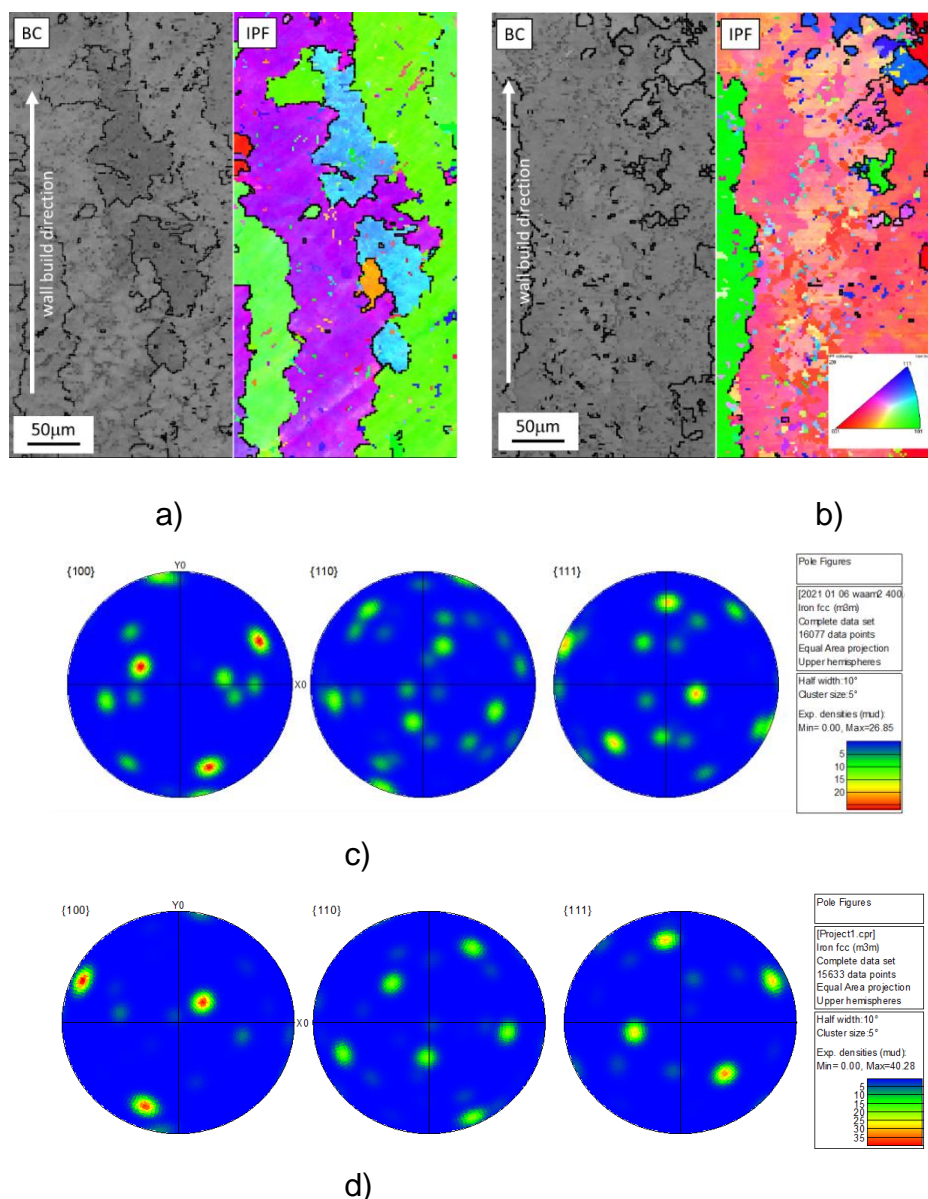 BC
IPF
wall build direction
50μm
BC
IPF
wall build direction
50μm
111
001
101
a)
b)
{100}
Y0
{110}
{111}
X0
Pole Figures
[2021 01 06 waam2 400.
Iron fcc (m3m)
Complete data set
16077 data points
Equal Area projection
Upper hemispheres
Half width:10°
Cluster size:5°
Exp. densities (mud):
Min= 0.00, Max=26.85
5
10
15
20
c)
{100}
Y0
{110}
{111}
X0
Pole Figures
[Project1.cpr]
Iron fcc (m3m)
Complete data set
15633 data points
Equal Area projection
Upper hemispheres
Half width:10°
Cluster size:5°
Exp. densities (mud):
Min= 0.00, Max=40.28
5
10
15
20
25
30
35
d)